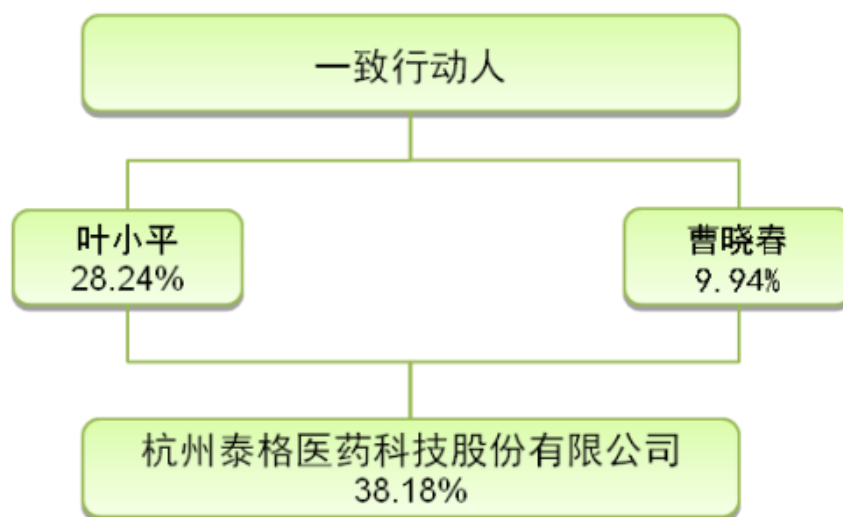 一致行动人
叶小平
28.24%
曹晓春
9.94%
杭州泰格医药科技股份有限公司
38.18%